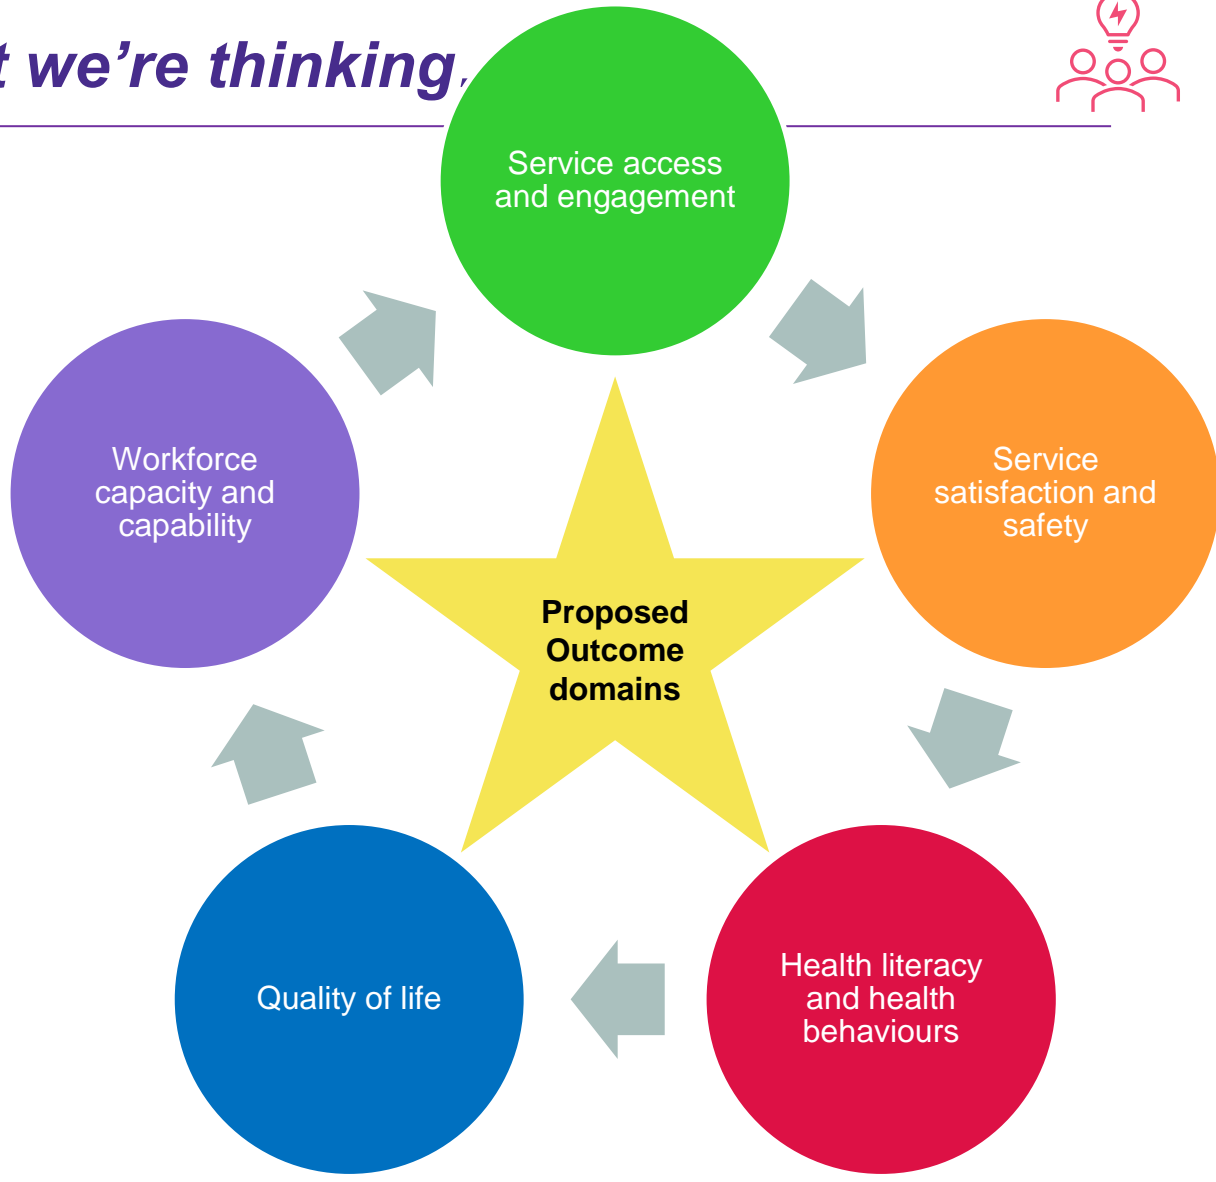 we’re thinking
Service access
and engagement
Workforce
capacity and
capability
Service
satisfaction and
safety
Proposed
Outcome
domains
Quality of life
Health literacy
and health
behaviours